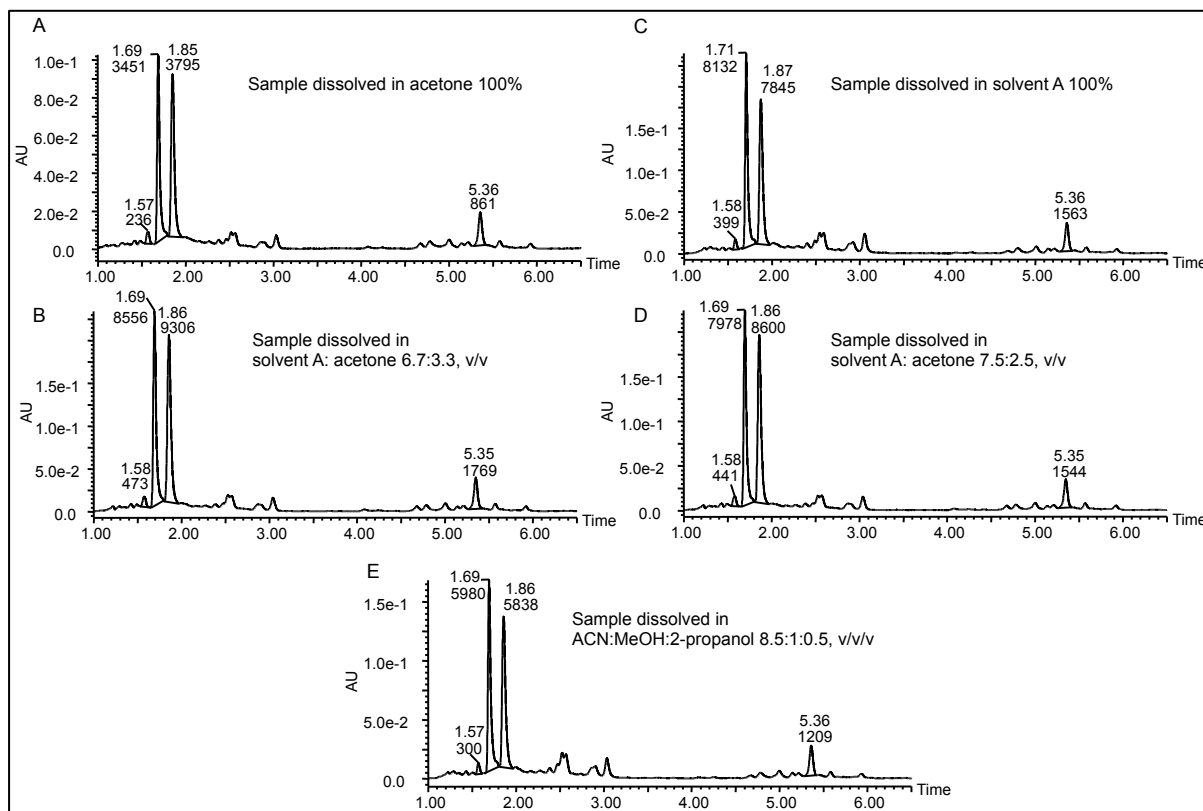 A
1.69
3451
1.85
3795
Sample dissolved in acetone 100%
1.0e-1
8.0e-2
6.0e-2
4.0e-2
2.0e-2
0.0
AU
1.57
236
5.36
861
1.00 2.00 3.00 4.00 5.00 6.00
Time
C
1.71
8132
1.87
7845
Sample dissolved in solvent A 100%
1.5e-1
1.0e-1
5.0e-2
0.0
AU
1.58
399
5.36
1563
1.00 2.00 3.00 4.00 5.00 6.00
Time
B
1.69
8556
1.86
9306
Sample dissolved in
solvent A: acetone 6.7:3.3, v/v
1.5e-1
1.0e-1
5.0e-2
0.0
AU
1.58
473
5.35
1769
1.00 2.00 3.00 4.00 5.00 6.00
Time
D
1.69
7978
1.86
8600
Sample dissolved in
solvent A: acetone 7.5:2.5, v/v
1.5e-1
1.0e-1
5.0e-2
0.0
AU
1.58
441
5.35
1544
1.00 2.00 3.00 4.00 5.00 6.00
Time
E
1.69
5980
1.86
5838
Sample dissolved in
ACN:MeOH:2-propanol 8.5:1:0.5, v/v/v
1.5e-1
1.0e-1
5.0e-2
0.0
AU
1.57
300
5.36
1209
1.00 2.00 3.00 4.00 5.00 6.00
Time